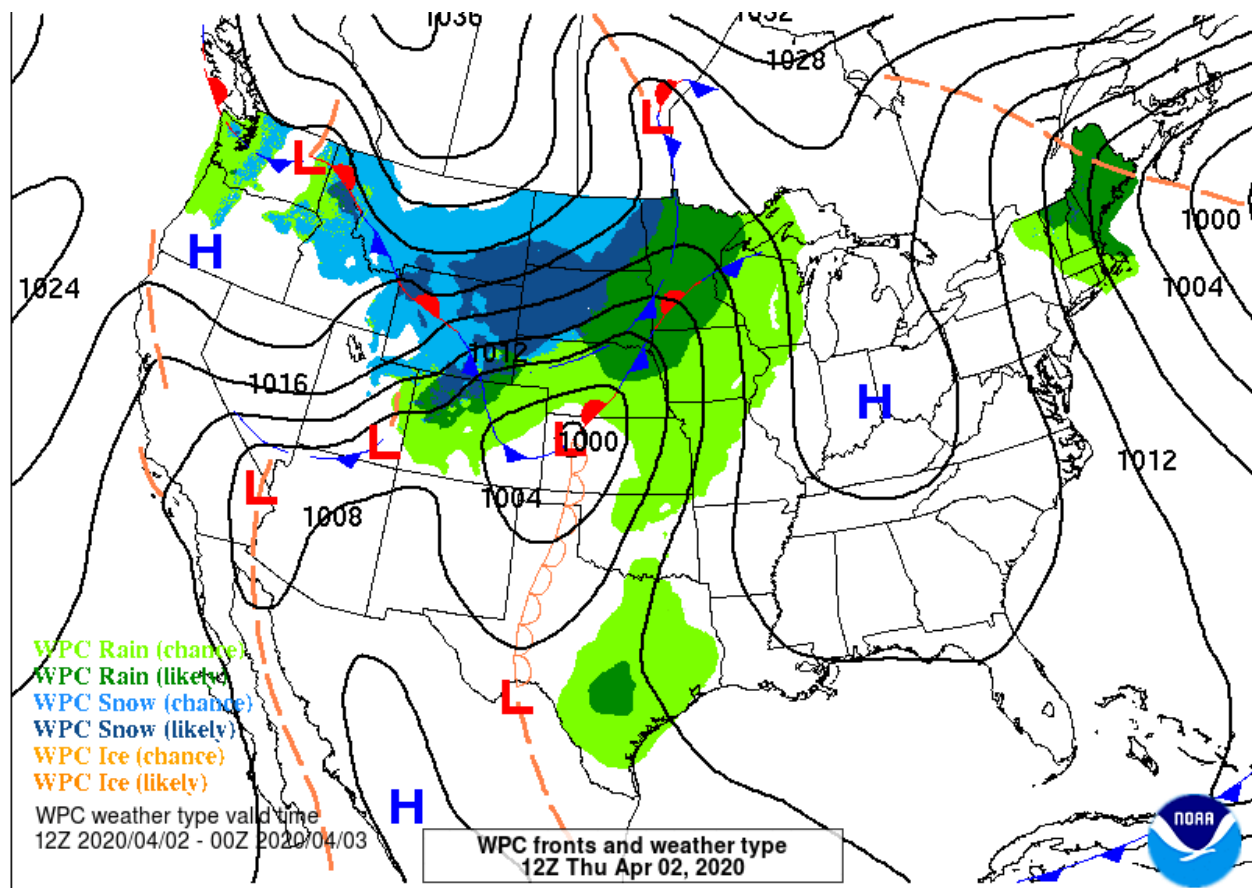 1036
1032
1028
L
L
1000
H
1024
1004
1012
1016
H
L
L
1000
1012
L
1004
1008
WPC Rain (chance)
WPC Rain (likely)
WPC Snow (chance)
WPC Snow (likely)
WPC Ice (chance)
WPC Ice (likely)
L
H
WPC weather type valid time
12Z 2020/04/02 - 00Z 2020/04/03
WPC fronts and weather type
12Z Thu Apr 02, 2020
NOAA